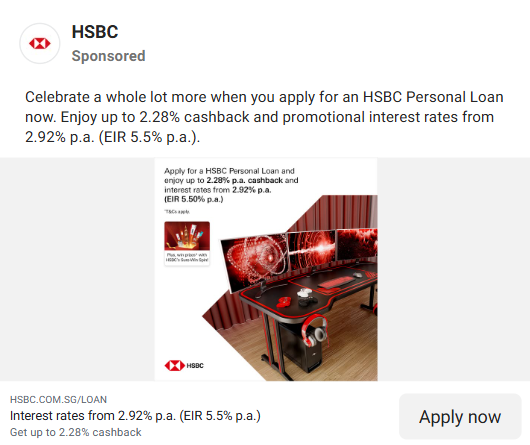 HSBC
Sponsored
Celebrate a whole lot more when you apply for an HSBC Personal Loan
now. Enjoy up to 2.28% cashback and promotional interest rates from
2.92% p.a. (EIR 5.5% p.a.).
Apply for a HSBC Personal Loan and
enjoy up to 2.28% p.a. cashback and
interest rates from 2.92% p.a.
(EIR 5.50% p.a.)
*T&Cs apply.
Plus, win prizes* with
HSBC's Sure-Win Spin!
HSBC
HSBC.COM.SG/LOAN
Interest rates from 2.92% p.a. (EIR 5.5% p.a.)
Get up to 2.28% cashback
Apply now